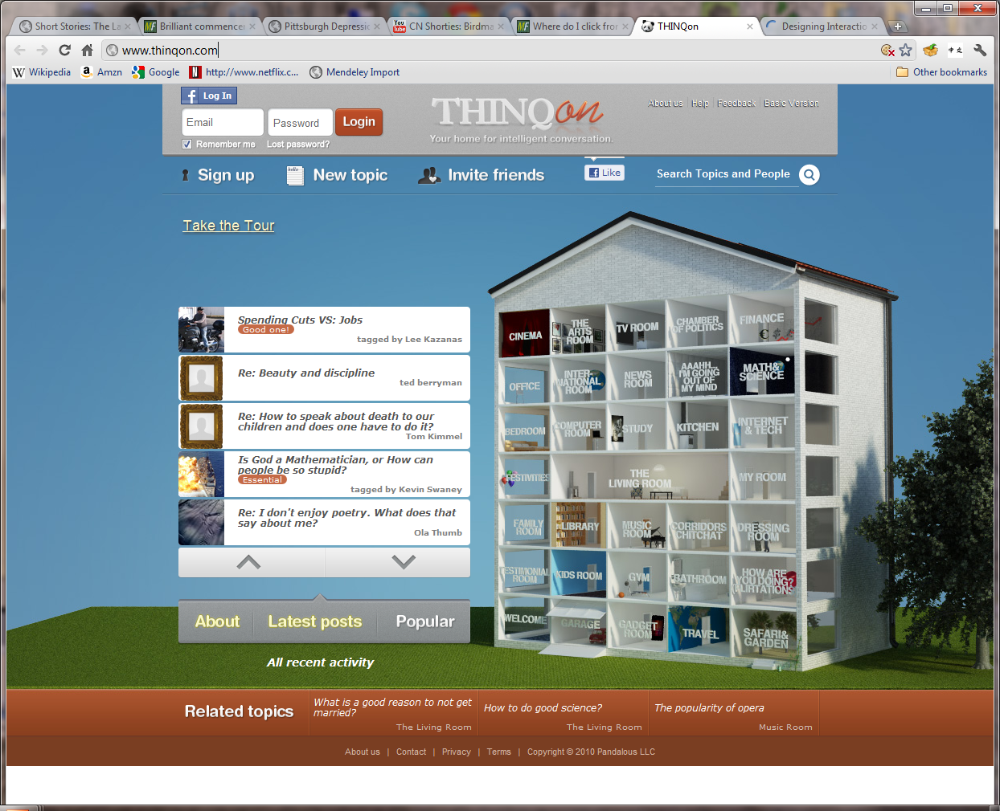 Short Stories: The La
Brilliant commencer
Pittsburgh Depressic
You Tube
CN Shorties: Birdma
Where do I click fror
THINQon
Designing Interactio
www.thinqon.com
Wikipedia
Amzn
Google
http://www.netflix.c...
Mendeley Import
Other bookmarks
Log In
Email
Password
Login
Remember me
Lost password?
THINQon
Your home for intelligent conversation.
About us
Help
Feedback
Basic Version
Sign up
hello
New topic
Invite friends
Like
Search Topics and People
Take the Tour
Spending Cuts VS: Jobs
Good one!
tagged by Lee Kazanas
Re: Beauty and discipline
ted berryman
Re: How to speak about death to our
children and does one have to do it?
Tom Kimmel
Is God a Mathematician, or How can
people be so stupid?
Essential
tagged by Kevin Swaney
Re: I don't enjoy poetry. What does that
say about me?
Ola Thumb
About
Latest posts
Popular
All recent activity
CINEMA
THE
ARTS
ROOM
TV ROOM
CHAMBER
OF POLITICS
FINANCE
OFFICE
INTER-
NATIONAL
ROOM
NEWS
ROOM
AAAHH...
I'M GOING
OUT OF
MY MIND
MATH&
SCIENCE
BEDROOM
COMPUTER
ROOM
STUDY
KITCHEN
INTERNET
& TECH
FESTIVITIES
THE
LIVING ROOM
MY ROOM
FAMILY
ROOM
LIBRARY
MUSIC
ROOM
CORRIDORS
CHITCHAT
DRESSING
ROOM
TESTIMONIAL
ROOM
KIDS ROOM
GYM
BATHROOM
HOW ARE
YOU DOING?
FLIRTATIONS
WELCOME
GARAGE
GADGET
ROOM
TRAVEL
SAFARI&
GARDEN
Related topics
What is a good reason to not get
married?
The Living Room
How to do good science?
The Living Room
The popularity of opera
Music Room
About us | Contact | Privacy | Terms | Copyright © 2010 Pandalous LLC